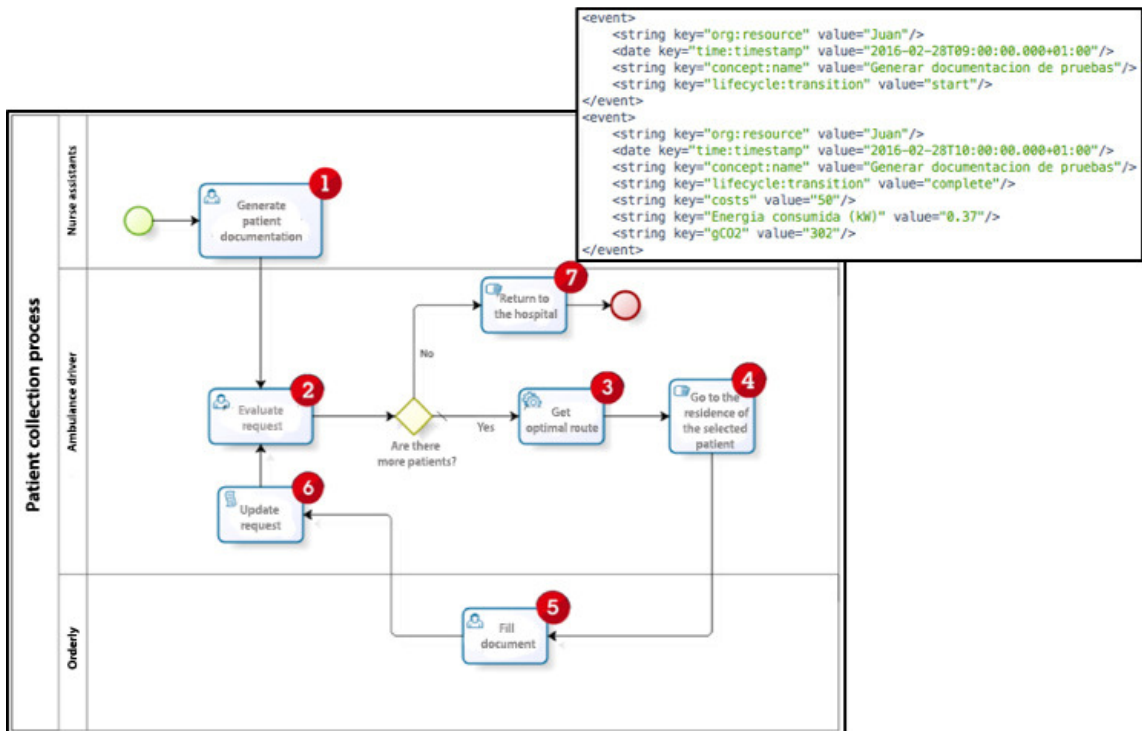 <event>
<string key="org:resource" value="Juan"/>
<date key="time:timestamp" value="2016-02-28T09:00:00.000+01:00"/>
<string key="concept:name" value="Generar documentacion de pruebas"/>
<string key="lifecycle:transition" value="start"/>
</event>
<event>
<string key="org:resource" value="Juan"/>
<date key="time:timestamp" value="2016-02-28T10:00:00.000+01:00"/>
<string key="concept:name" value="Generar documentacion de pruebas"/>
<string key="lifecycle:transition" value="complete"/>
<string key="costs" value="50"/>
<string key="Energia consumida (kW)" value="0.37"/>
<string key="gCO2" value="302"/>
</event>
Patient collection process
Nurse assistants
1
Generate
patient
documentation
Ambulance driver
7
Return to
the hospital
No
2
Evaluate
request
Are there
more patients?
Yes
3
Get
optimal route
4
Go to the
residence of
the selected
patient
6
Update
request
Orderly
5
Fill
document